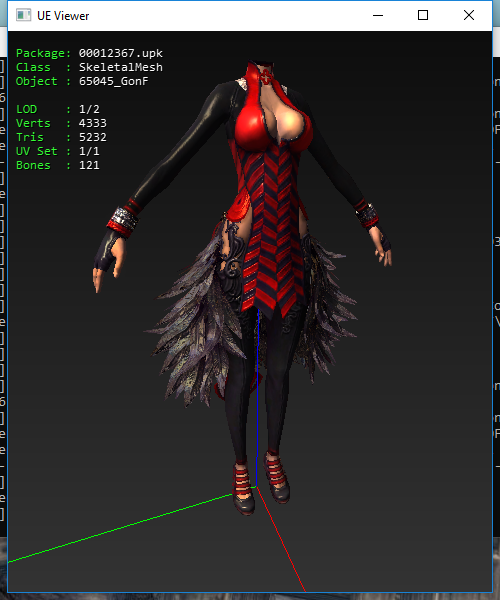 UE Viewer
Package: 00012367.upk
Class : SkeletalMesh
Object : 65045_GonF
LOD : 1/2
Verts : 4333
Tris : 5232
UV Set : 1/1
Bones : 121